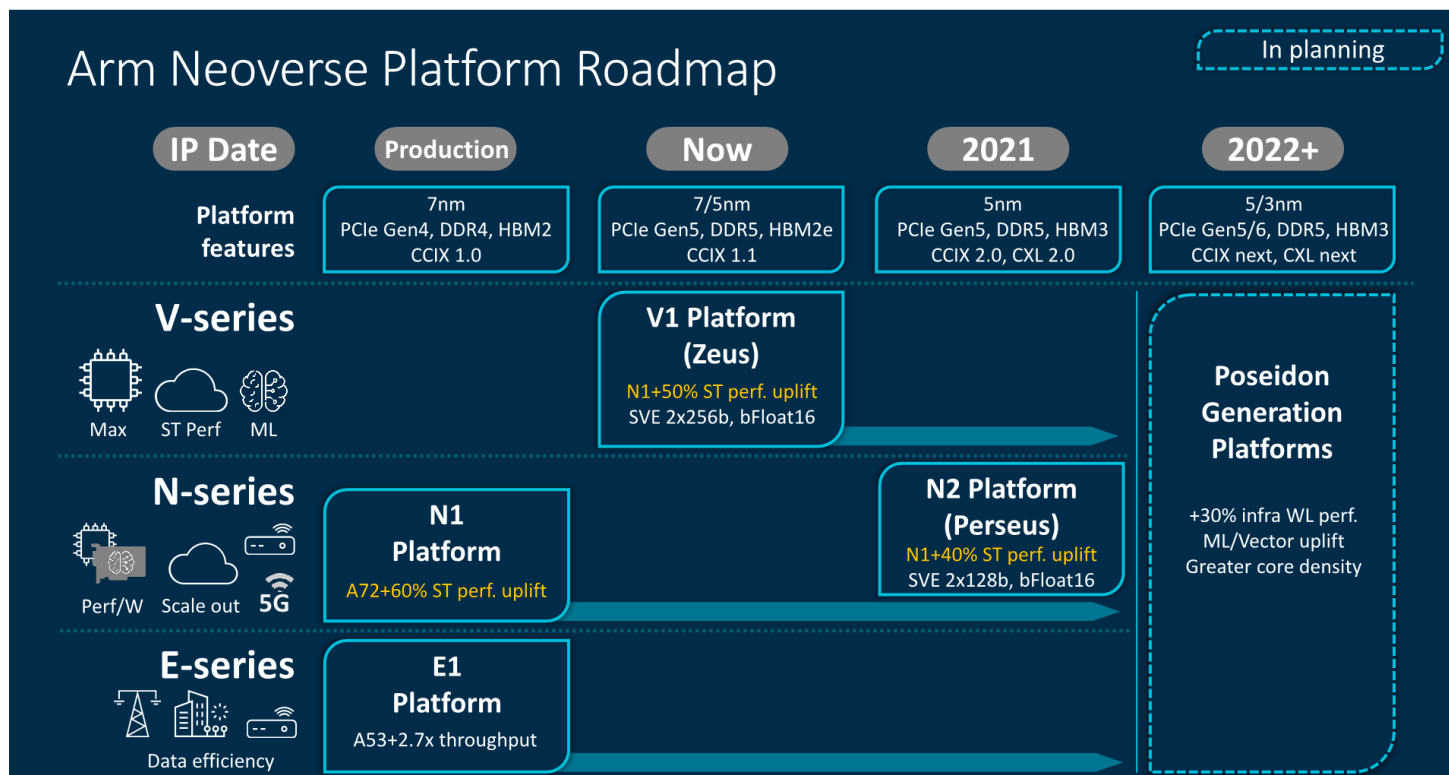 Arm Neoverse Platform Roadmap
In planning
IP Date
Production
Now
2021
2022+
Platform
features
7nm
PCIe Gen4, DDR4, HBM2
CCIX 1.0
7/5nm
PCIe Gen5, DDR5, HBM2e
CCIX 1.1
5nm
PCIe Gen5, DDR5, HBM3
CCIX 2.0, CXL 2.0
5/3nm
PCIe Gen5/6, DDR5, HBM3
CCIX next, CXL next
V-series
Max
ST Perf
ML
V1 Platform
(Zeus)
N1+50% ST perf. uplift
SVE 2x256b, bFloat16
Poseidon
Generation
Platforms
+30% infra WL perf.
ML/Vector uplift
Greater core density
N-series
Perf/W
Scale out
5G
N1
Platform
A72+60% ST perf. uplift
N2 Platform
(Perseus)
N1+40% ST perf. uplift
SVE 2x128b, bFloat16
E-series
Data efficiency
E1
Platform
A53+2.7x throughput